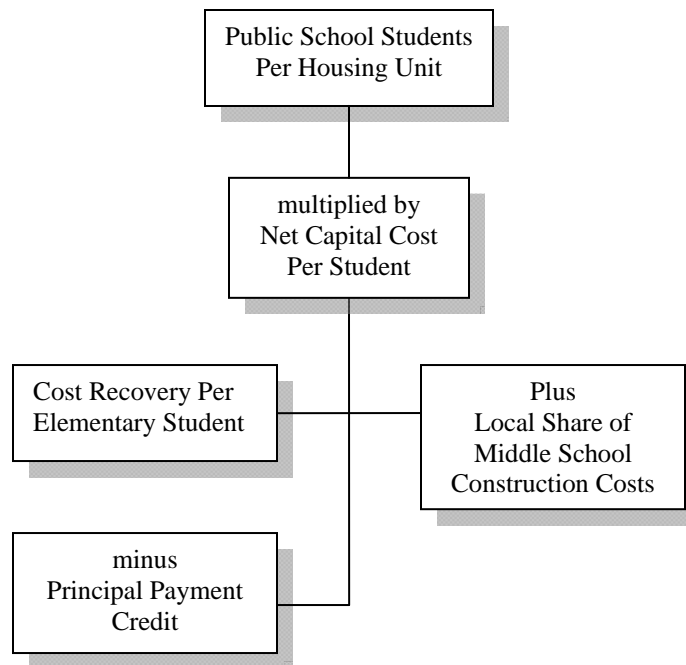 Public School Students
Per Housing Unit
multiplied by
Net Capital Cost
Per Student
Cost Recovery Per
Elementary Student
Plus
Local Share of
Middle School
Construction Costs
minus
Principal Payment
Credit